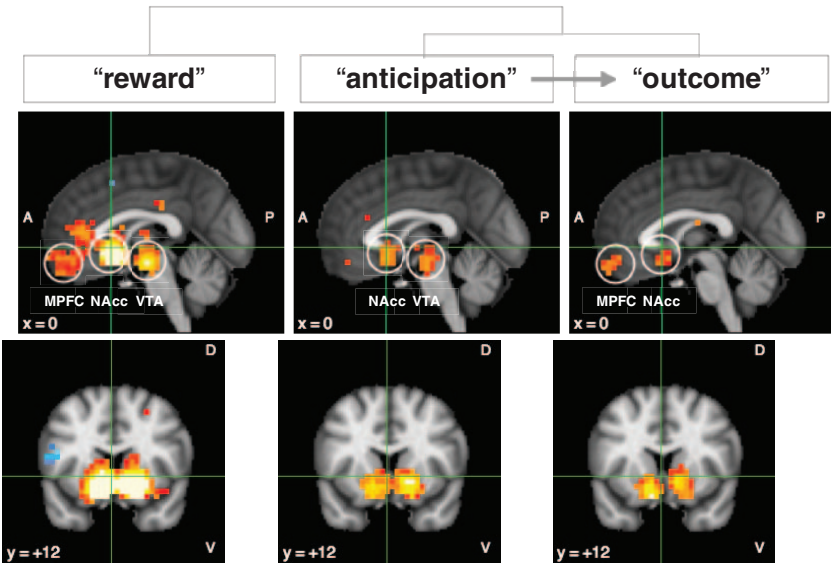 “reward”
“anticipation”
“outcome”
A
P
MPFC NAcc VTA
x = 0
A
P
NAcc VTA
x = 0
A
P
MPFC NAcc
x = 0
D
V
y = +12
D
V
y = +12
D
V
y = +12